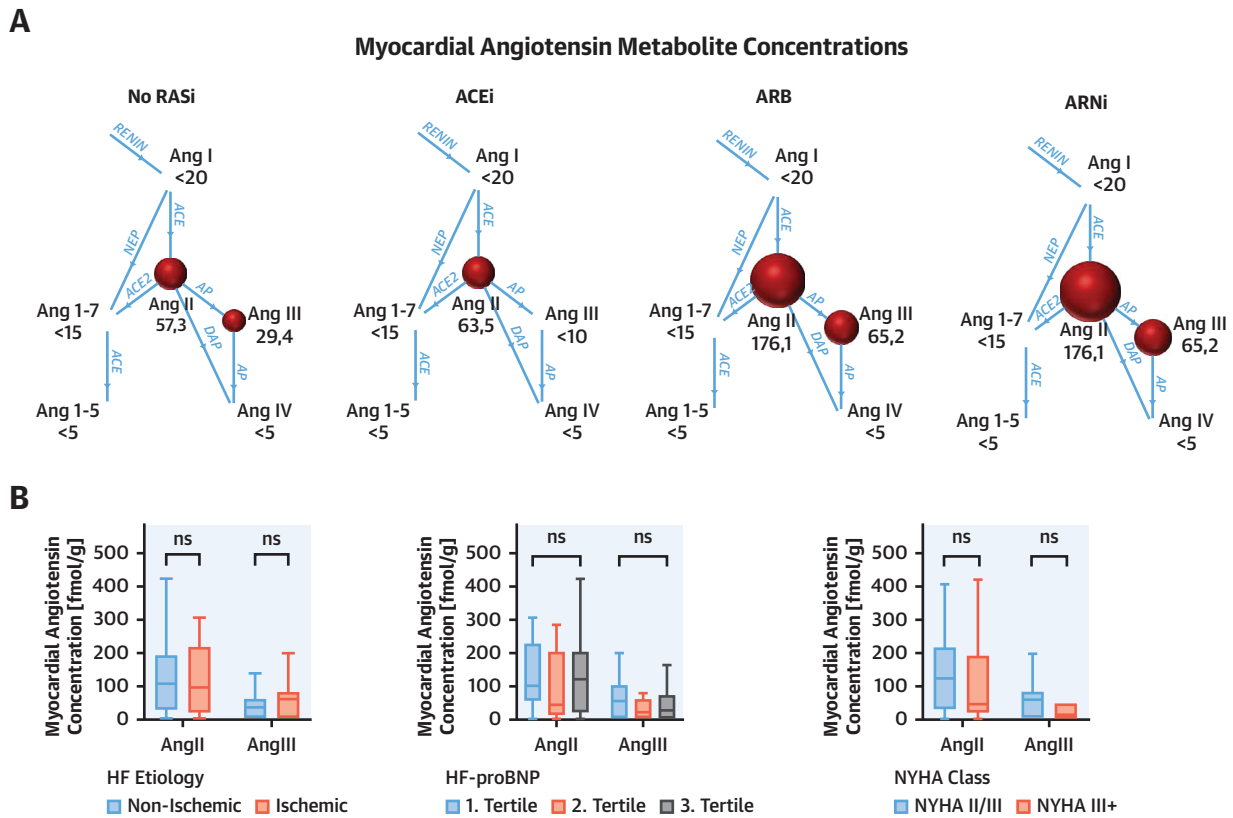 A
Myocardial Angiotensin Metabolite Concentrations
No RASi
RENIN
Ang I
<20
ACE
NEP
ACE2
AP
Ang 1-7
<15
Ang II
57,3
Ang III
29,4
DAP
ACE
AP
Ang 1-5
<5
Ang IV
<5
ACEi
RENIN
Ang I
<20
ACE
NEP
ACE2
AP
Ang 1-7
<15
Ang II
63,5
Ang III
<10
DAP
ACE
AP
Ang 1-5
<5
Ang IV
<5
ARB
RENIN
Ang I
<20
ACE
NEP
ACE2
AP
Ang 1-7
<15
Ang II
176,1
Ang III
65,2
DAP
ACE
AP
Ang 1-5
<5
Ang IV
<5
ARNi
RENIN
Ang I
<20
ACE
NEP
ACE2
AP
Ang 1-7
<15
Ang II
176,1
Ang III
65,2
DAP
ACE
AP
Ang 1-5
<5
Ang IV
<5
B
Myocardial Angiotensin
Concentration [fmol/g]
500
400
300
200
100
0
ns
ns
AngII
AngIII
HF Etiology
Non-Ischemic
Ischemic
Myocardial Angiotensin
Concentration [fmol/g]
500
400
300
200
100
0
ns
ns
AngII
AngIII
HF-proBNP
1. Tertile
2. Tertile
3. Tertile
Myocardial Angiotensin
Concentration [fmol/g]
500
400
300
200
100
0
ns
ns
AngII
AngIII
NYHA Class
NYHA II/III
NYHA III+